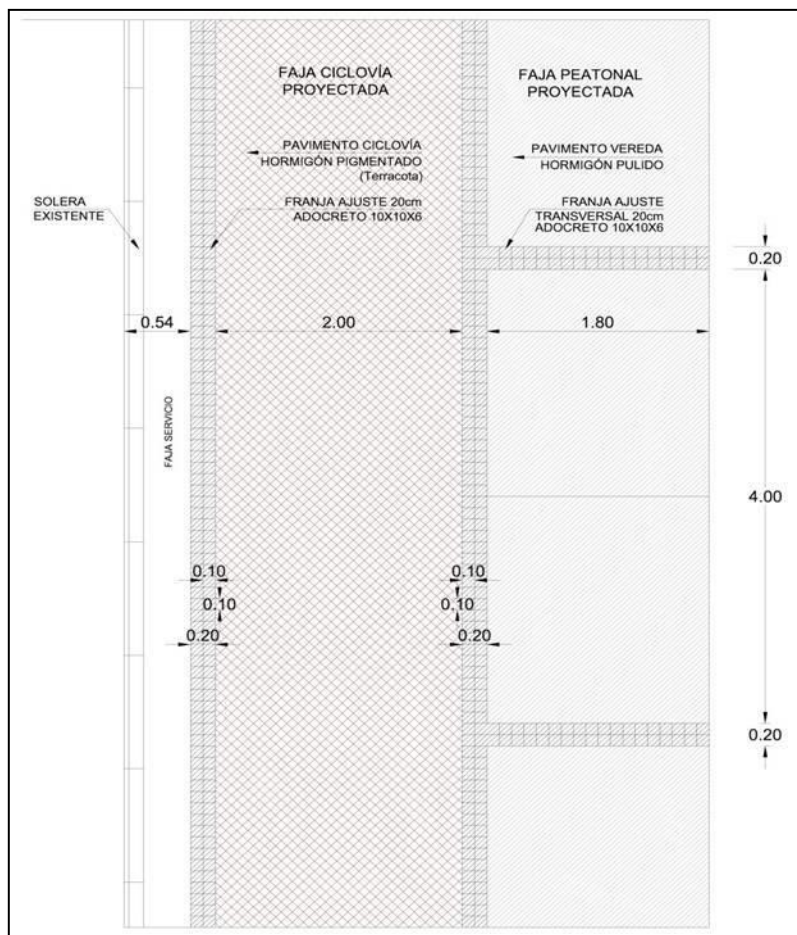 FAJA CICLOVÍA
PROYECTADA
FAJA PEATONAL
PROYECTADA
PAVIMENTO CICLOVÍA
HORMIGÓN PIGMENTADO
(Terracota)
PAVIMENTO VEREDA
HORMIGÓN PULIDO
SOLERA
EXISTENTE
FRANJA AJUSTE 20cm
ADOCRETO 10X10X6
FRANJA AJUSTE
TRANSVERSAL 20cm
ADOCRETO 10X10X6
0.20
0.54
2.00
1.80
FAJA SERVICIO
4.00
0.10
0.10
0.10
0.10
0.20
0.20
0.20